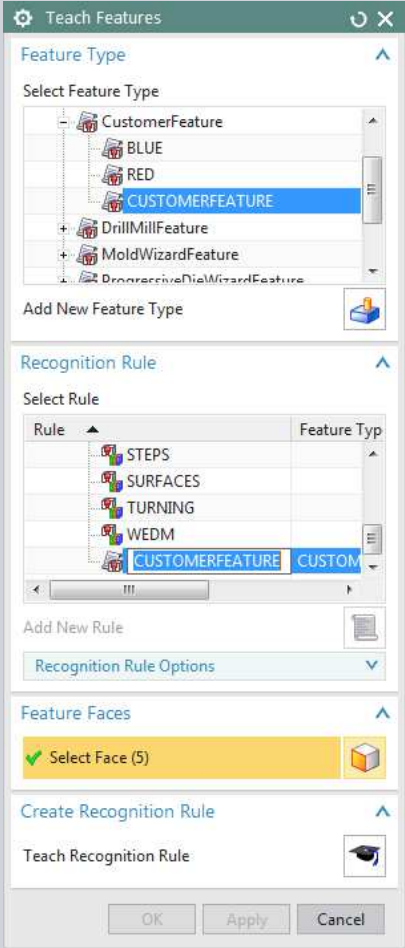 Teach Features
Feature Type
Select Feature Type
CustomerFeature
BLUE
RED
CUSTOMERFEATURE
DrillMillFeature
MoldWizardFeature
ProgressiveDieWizardFeature
Add New Feature Type
Recognition Rule
Select Rule
Rule Feature Typ
STEPS
SURFACES
TURNING
WEDM
CUSTOMERFEATURE CUSTOM
Add New Rule
Recognition Rule Options
Feature Faces
Select Face (5)
Create Recognition Rule
Teach Recognition Rule
OK Apply Cancel